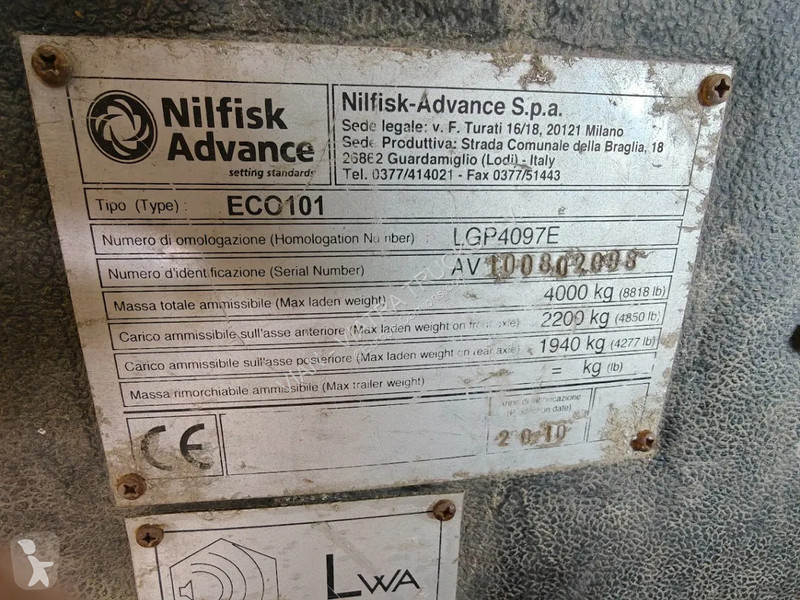 Nilfisk
Advance
setting standards
Nilfisk-Advance S.p.a.
Sede legale: v. F. Turati 16/18, 20121 Milano
Sede Produttiva: Strada Comunale della Braglia, 18
26862 Guardamiglio (Lodi) - Italy
Tel. 0377/414021 - Fax 0377/51443
Tipo (Type) : ECO101
Numero di omologazione (Homologation Number) : LGP4097E
Numero d'identificazione (Serial Number) AV100802098
Massa totale ammissibile (Max laden weight) 4000 kg (8818 lb)
Carico ammissibile sull'asse anteriore (Max laden weight on front axle) 2200 kg (4850 lb)
Carico ammissibile sull'asse posteriore (Max laden weight on rear axle) 1940 kg (4277 lb)
Massa rimorchiabile ammissibile (Max trailer weight) = kg (lb)
CE
2010
LWA